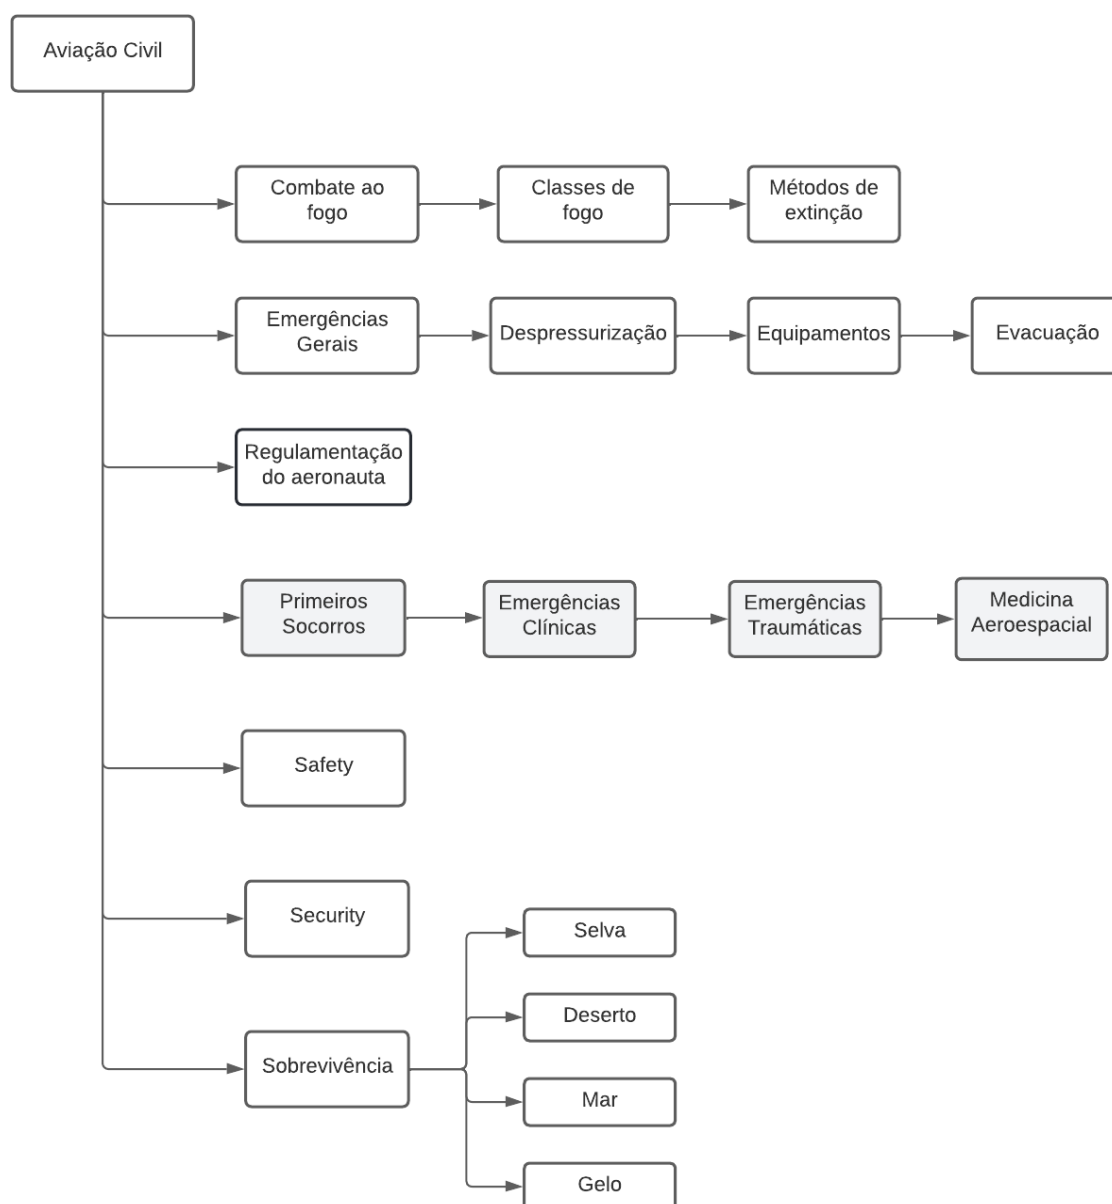 Aviação Civil
Combate ao
fogo
Classes de
fogo
Métodos de
extinção
Emergências
Gerais
Despressurização
Equipamentos
Evacuação
Regulamentação
do aeronauta
Primeiros
Socorros
Emergências
Clínicas
Emergências
Traumáticas
Medicina
Aeroespacial
Safety
Security
Sobrevivência
Selva
Deserto
Mar
Gelo